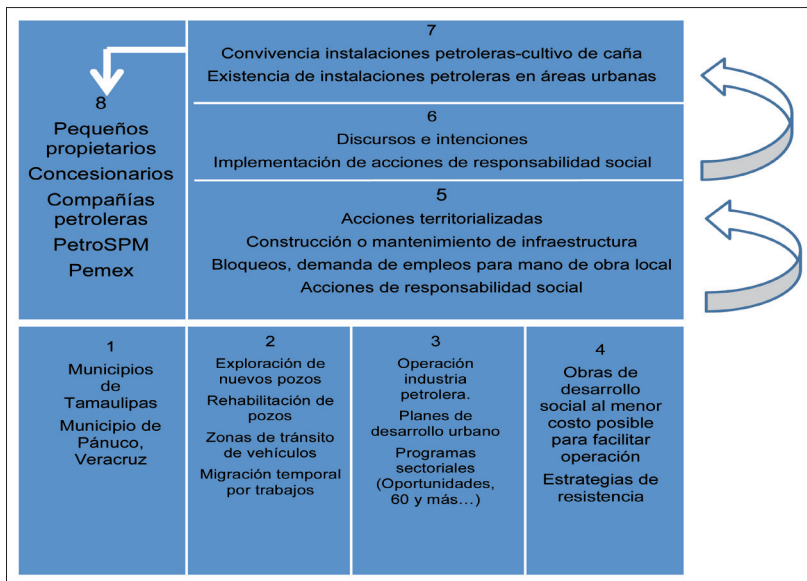 7
Convivencia instalaciones petroleras-cultivo de caña
Existencia de instalaciones petroleras en áreas urbanas
8
Pequeños
propietarios
Concesionarios
Compañías
petroleras
PetroSPM
Pemex
6
Discursos e intenciones
Implementación de acciones de responsabilidad social
5
Acciones territorializadas
Construcción o mantenimiento de infraestructura
Bloqueos, demanda de empleos para mano de obra local
Acciones de responsabilidad social
1
Municipios
de
Tamaulipas
Municipio de
Pánuco,
Veracruz
2
Exploración de
nuevos pozos
Rehabilitación de
pozos
Zonas de tránsito
de vehículos
Migración temporal
por trabajos
3
Operación
industria
petrolera.
Planes de
desarrollo urbano
Programas
sectoriales
(Oportunidades,
60 y más…)
4
Obras de
desarrollo
social al menor
costo posible
para facilitar
operación
Estrategias de
resistencia